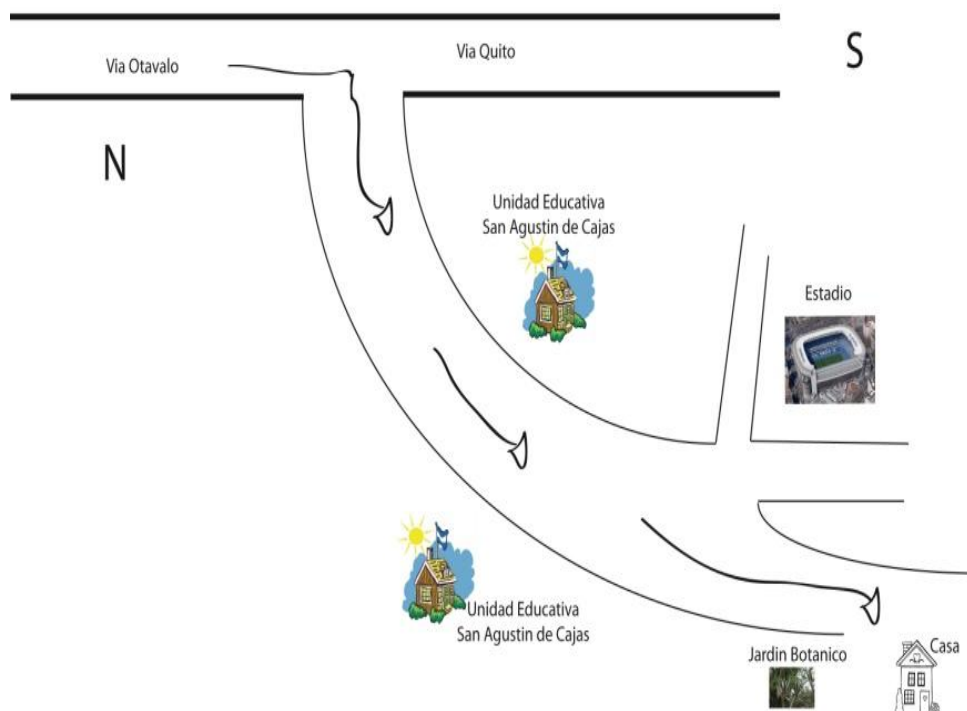 Via Otavalo
Via Quito
S
N
Unidad Educativa
San Agustin de Cajas
Estadio
Unidad Educativa
San Agustin de Cajas
Jardin Botanico
Casa